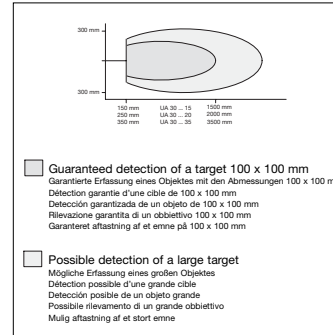 300 mm
300 mm
150 mm UA 30 ... 15 1500 mm
250 mm UA 30 ... 20 2000 mm
350 mm UA 30 ... 35 3500 mm
Guaranteed detection of a target 100 x 100 mm
Garantierte Erfassung eines Objektes mit den Abmessungen 100 x 100 m
Détection garantie d'une cible de 100 x 100 mm
Detección garantizada de un objeto de 100 x 100 mm
Rilevazione garantita di un obbiettivo 100 x 100 mm
Garanteret aftastning af et emne på 100 x 100 mm
Possible detection of a large target
Mögliche Erfassung eines großen Objektes
Détection possible d'une grande cible
Detección posible de un objeto grande
Possibile rilevamento di un grande obbiettivo
Mulig aftastning af et stort emne